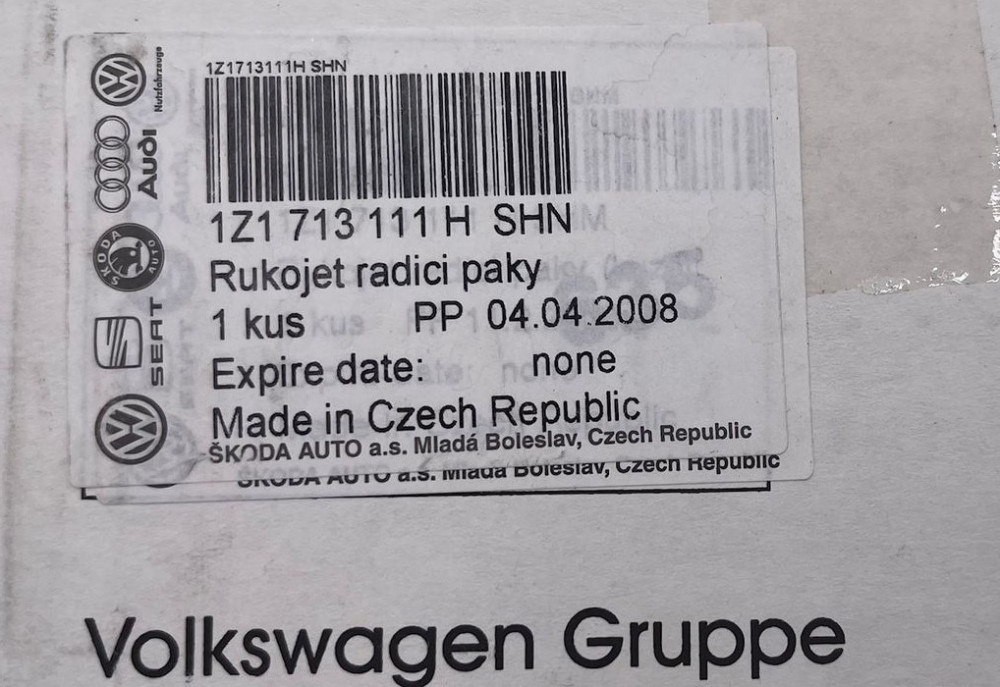 1Z1713111H SHN
Nutzfahrzeuge
Audi
ŠKODA AUTO
SEAT
1Z1 713 111 H SHN
Rukojet radici paky
1 kus PP 04.04.2008
Expire date: none
Made in Czech Republic
ŠKODA AUTO a.s. Mladá Boleslav, Czech Republic
ŠKODA AUTO a.s. Mladá Boleslav, Czech Republic
Volkswagen Gruppe